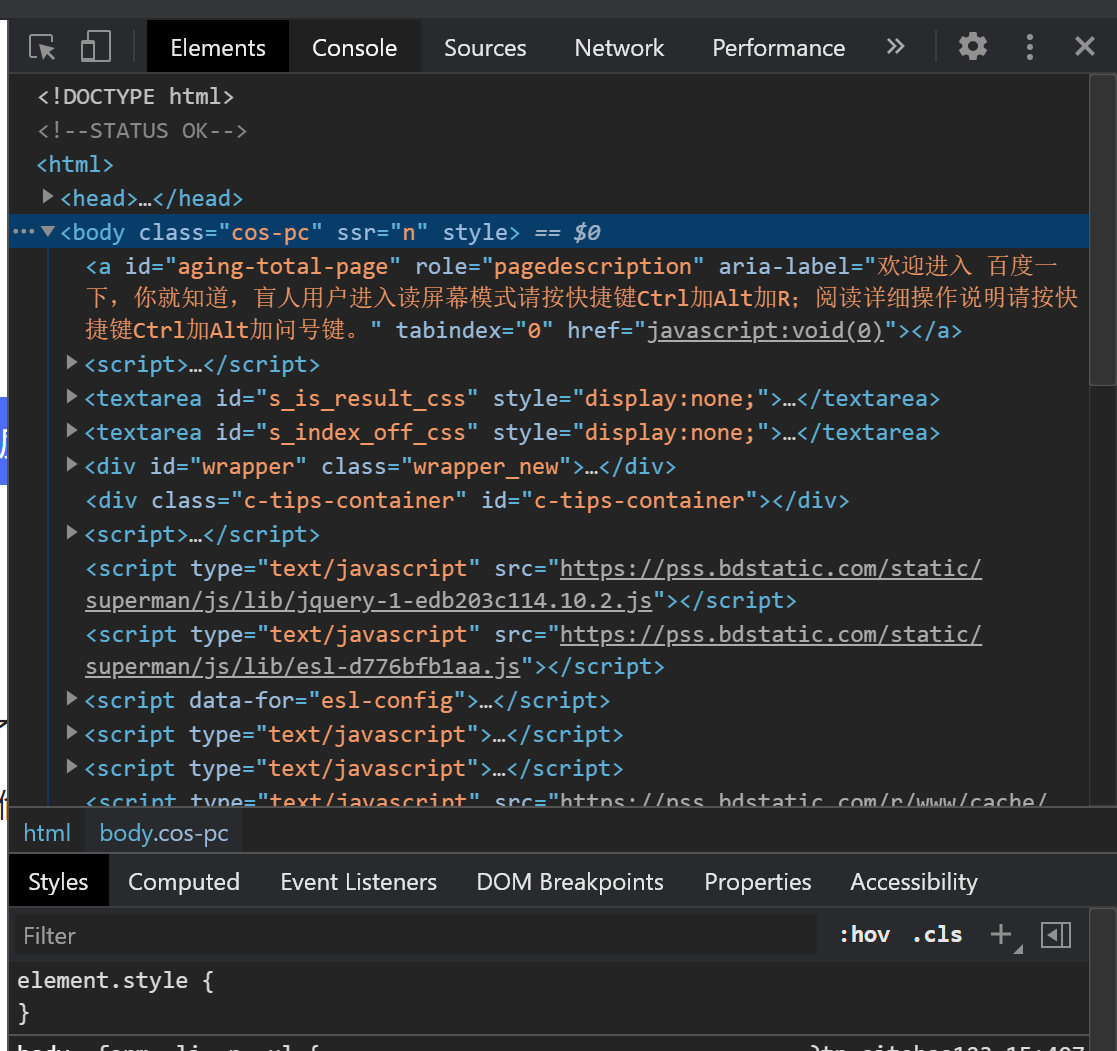 Elements Console Sources Network Performance »
<!DOCTYPE html>
<!--STATUS OK-->
<html>
<head>…</head>
<body class="cos-pc" ssr="n" style> == $0
<a id="aging-total-page" role="pagedescription" aria-label="欢迎进入 百度一
下，你就知道，盲人用户进入读屏幕模式请按快捷键Ctrl加Alt加R；阅读详细操作说明请按快
捷键Ctrl加Alt加问号键。" tabindex="0" href="javascript:void(0)"></a>
<script>…</script>
<textarea id="s_is_result_css" style="display:none;">…</textarea>
<textarea id="s_index_off_css" style="display:none;">…</textarea>
<div id="wrapper" class="wrapper_new">…</div>
<div class="c-tips-container" id="c-tips-container"></div>
<script>…</script>
<script type="text/javascript" src="https://pss.bdstatic.com/static/
superman/js/lib/jquery-1-edb203c114.10.2.js"></script>
<script type="text/javascript" src="https://pss.bdstatic.com/static/
superman/js/lib/esl-d776bfb1aa.js"></script>
<script data-for="esl-config">…</script>
<script type="text/javascript">…</script>
<script type="text/javascript">…</script>
<script type="text/javascript" src="https://pss.bdstatic.com/r/www/cache/
html body.cos-pc
Styles Computed Event Listeners DOM Breakpoints Properties Accessibility
Filter :hov .cls
element.style {
}